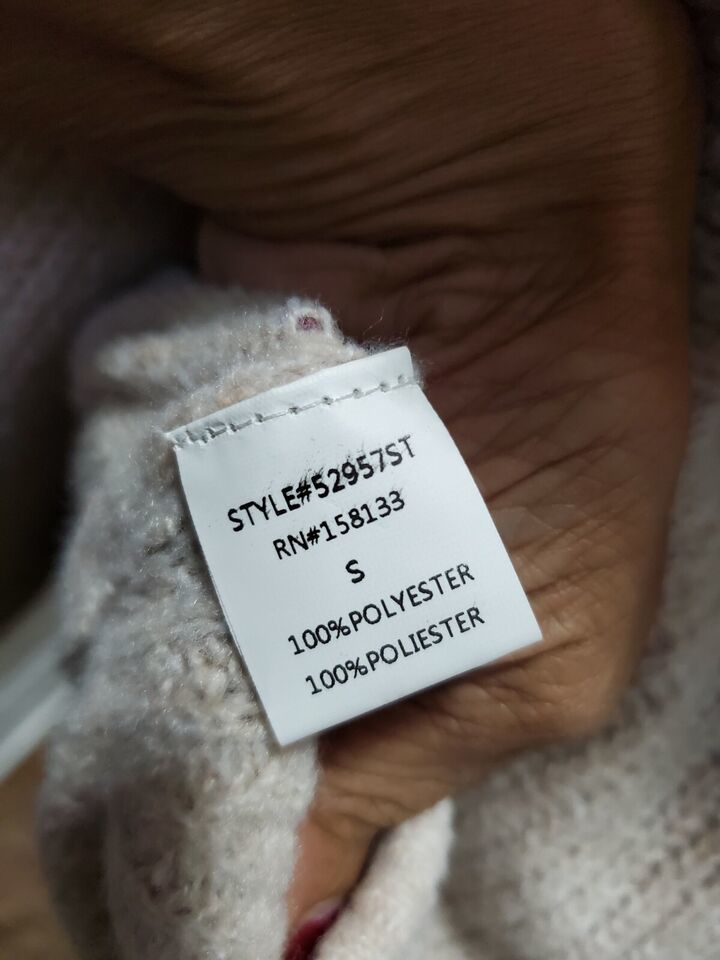 STYLE#52957ST
RN#158133
S
100%POLYESTER
100%POLIESTER